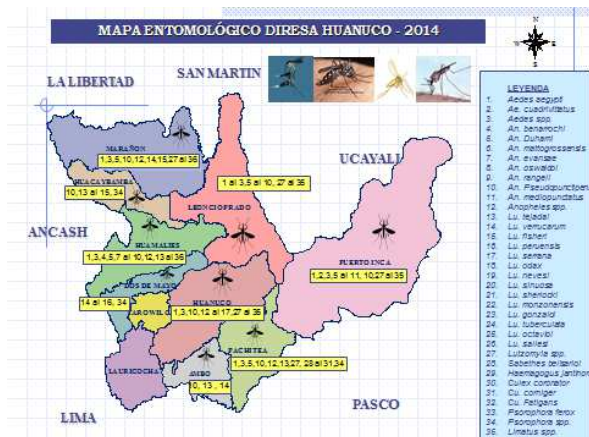 MAPA ENTOMOLÓGICO DIRESA HUANUCO - 2014
N
S
LA LIBERTAD
SAN MARTIN
UCAYALI
ANCASH
LIMA
PASCO
MARAÑON
1,3,5,10,12,14,15,27 al 36
HUACAYBAMBA
10,13 al 15, 34
1 al 3,5 al 10, 27 al 35
LEONCIO PRADO
HUAMALIES
1,3,4,5,7 al 10,12,13 al 36
PUERTO INCA
1,2,3,5 al 11, 10,27 al 35
DOS DE MAYO
14 al 16, 34
HUANUCO
1,3,10,12 al 17,27 al 35
PACHITEA
1,3,5,10,12,13,27, 28 al 31,34
LAURICOCHA
AMBO
10, 13 , 14
LEYENDA
1. Aedes aegypti
2. Ae. cuadrivitatus
3. Aedes spp.
4. An. benarrochi
5. An. Dunami
6. An. mattogrossensis
7. An. evansae
8. An. oswaldoi
9. An. rangeli
10. An. Pseudopunctipen
11. An. mediopunctatus
12. Anopheles spp.
13. Lu. tejadai
14. Lu. verrucarum
15. Lu. fisheri
16. Lu. peruensis
17. Lu. serrana
18. Lu. odax
19. Lu. nevesi
20. Lu. sinuosa
21. Lu. sherlocki
22. Lu. monzonensis
23. Lu. gonzaloi
24. Lu. tuberculata
25. Lu. octavioi
26. Lu. sallesi
27. Lutzomyia spp.
28. Sabethes belisarioi
29. Haemagogus janthinom
30. Culex coronator
31. Cu. corniger
32. Cu. Fatigans
33. Psorophora ferox
34. Psorophora spp.
35. Limatus spp.